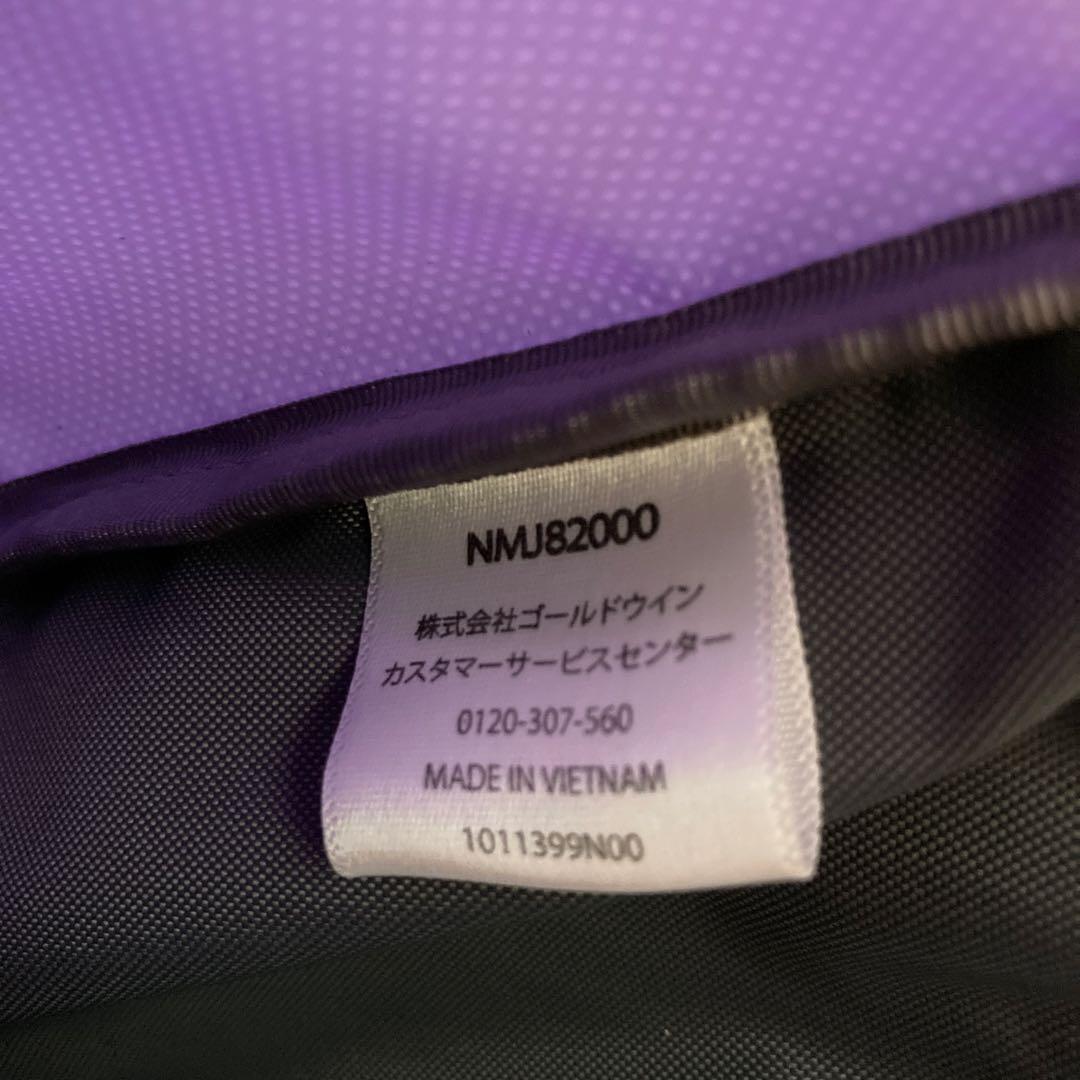 NMJ82000
株式会社ゴールドウイン
カスタマーサービスセンター
0120-307-560
MADE IN VIETNAM
1011399N00